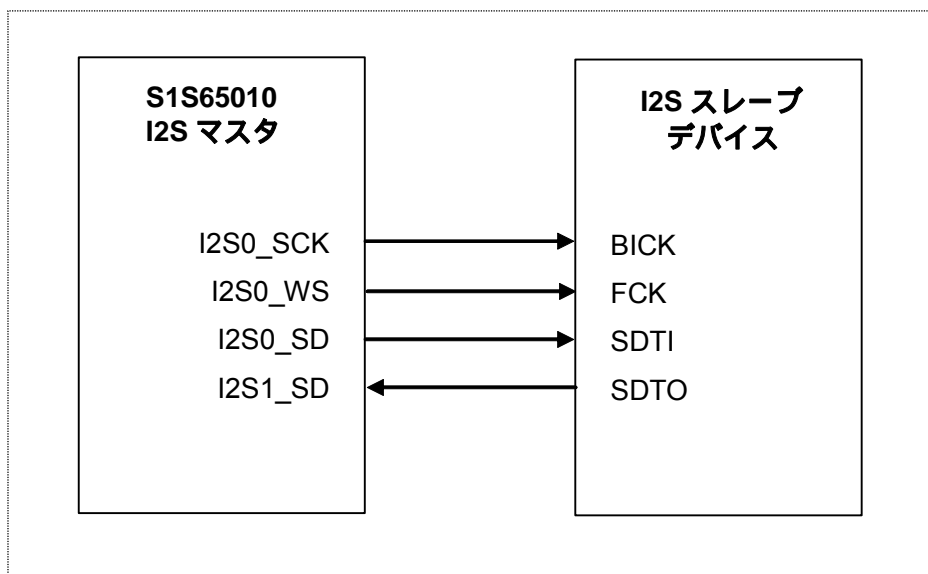 S1S65010
I2S マスタ
I2S0_SCK
I2S0_WS
I2S0_SD
I2S1_SD
I2S スレーブ
デバイス
BICK
FCK
SDTI
SDTO